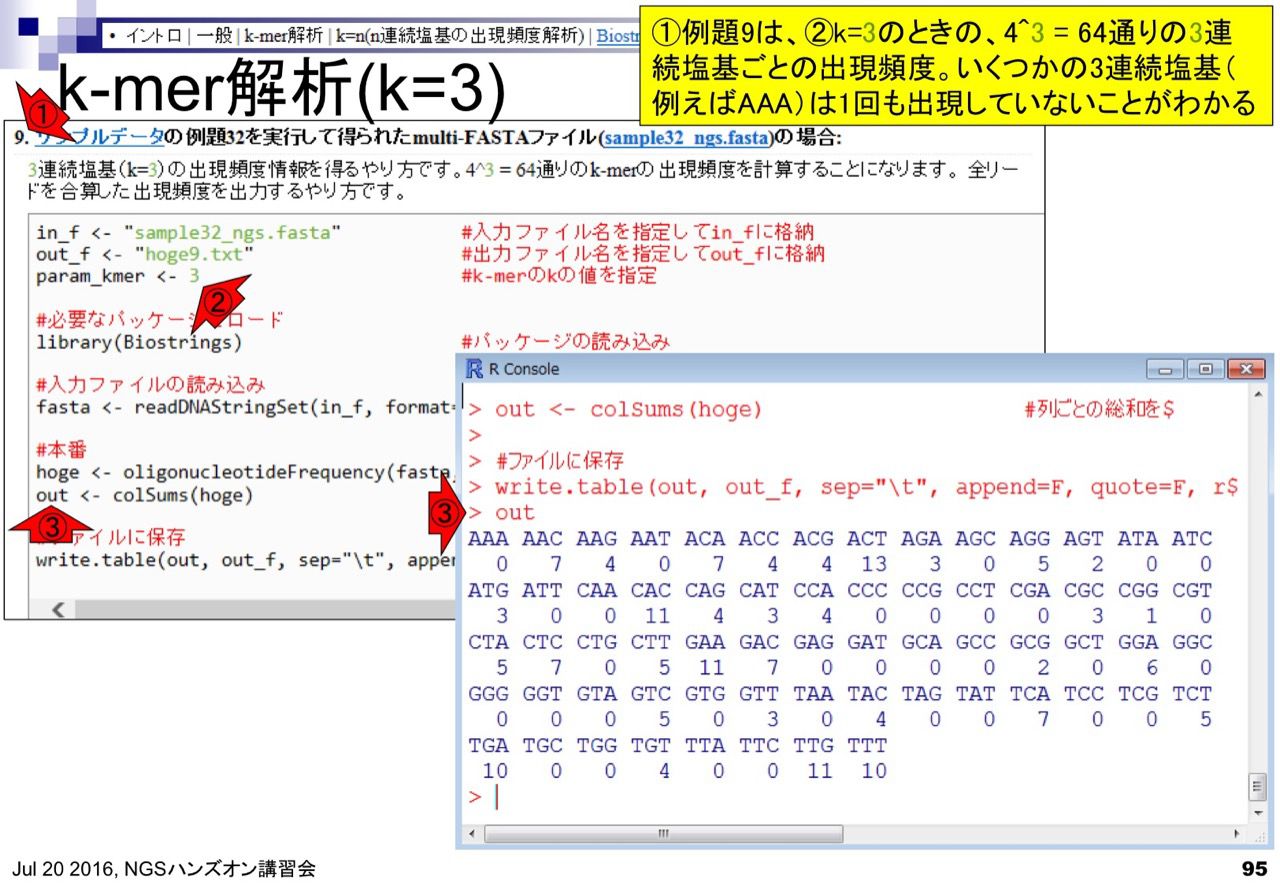 • イントロ | 一般 | k-mer解析 | k=n(n連続塩基の出現頻度解析) | Biostr
①例題9は、②k=3のときの、4^3 = 64通りの3連
続塩基ごとの出現頻度。いくつかの3連続塩基(
例えばAAA)は1回も出現していないことがわかる
k-mer解析(k=3)
①
9. サンプルデータの例題32を実行して得られたmulti-FASTAファイル(sample32_ngs.fasta)の場合:
3連続塩基(k=3)の出現頻度情報を得るやり方です。4^3 = 64通りのk-merの出現頻度を計算することになります。全リー
ドを合算した出現頻度を出力するやり方です。
in_f <- "sample32_ngs.fasta" #入力ファイル名を指定してin_fに格納
out_f <- "hoge9.txt" #出力ファイル名を指定してout_fに格納
param_kmer <- 3 #k-merのkの値を指定
②
#必要なパッケージをロード
library(Biostrings) #パッケージの読み込み
#入力ファイルの読み込み
fasta <- readDNAStringSet(in_f, format=
#本番
hoge <- oligonucleotideFrequency(fasta,
out <- colSums(hoge)
③
#ファイルに保存
write.table(out, out_f, sep="\t", appen
R Console
> out <- colSums(hoge) #列ごとの総和を$
>
> #ファイルに保存
> write.table(out, out_f, sep="\t", append=F, quote=F, r$
③
> out
AAA AAC AAG AAT ACA ACC ACG ACT AGA AGC AGG AGT ATA ATC
0 7 4 0 7 4 4 13 3 0 5 2 0 0
ATG ATT CAA CAC CAG CAT CCA CCC CCG CCT CGA CGC CGG CGT
3 0 0 11 4 3 4 0 0 0 0 3 1 0
CTA CTC CTG CTT GAA GAC GAG GAT GCA GCC GCG GCT GGA GGC
5 7 0 5 11 7 0 0 0 0 2 0 6 0
GGG GGT GTA GTC GTG GTT TAA TAC TAG TAT TCA TCC TCG TCT
0 0 0 5 0 3 0 4 0 0 7 0 0 5
TGA TGC TGG TGT TTA TTC TTG TTT
10 0 0 4 0 0 11 10
>
Jul 20 2016, NGSハンズオン講習会
95